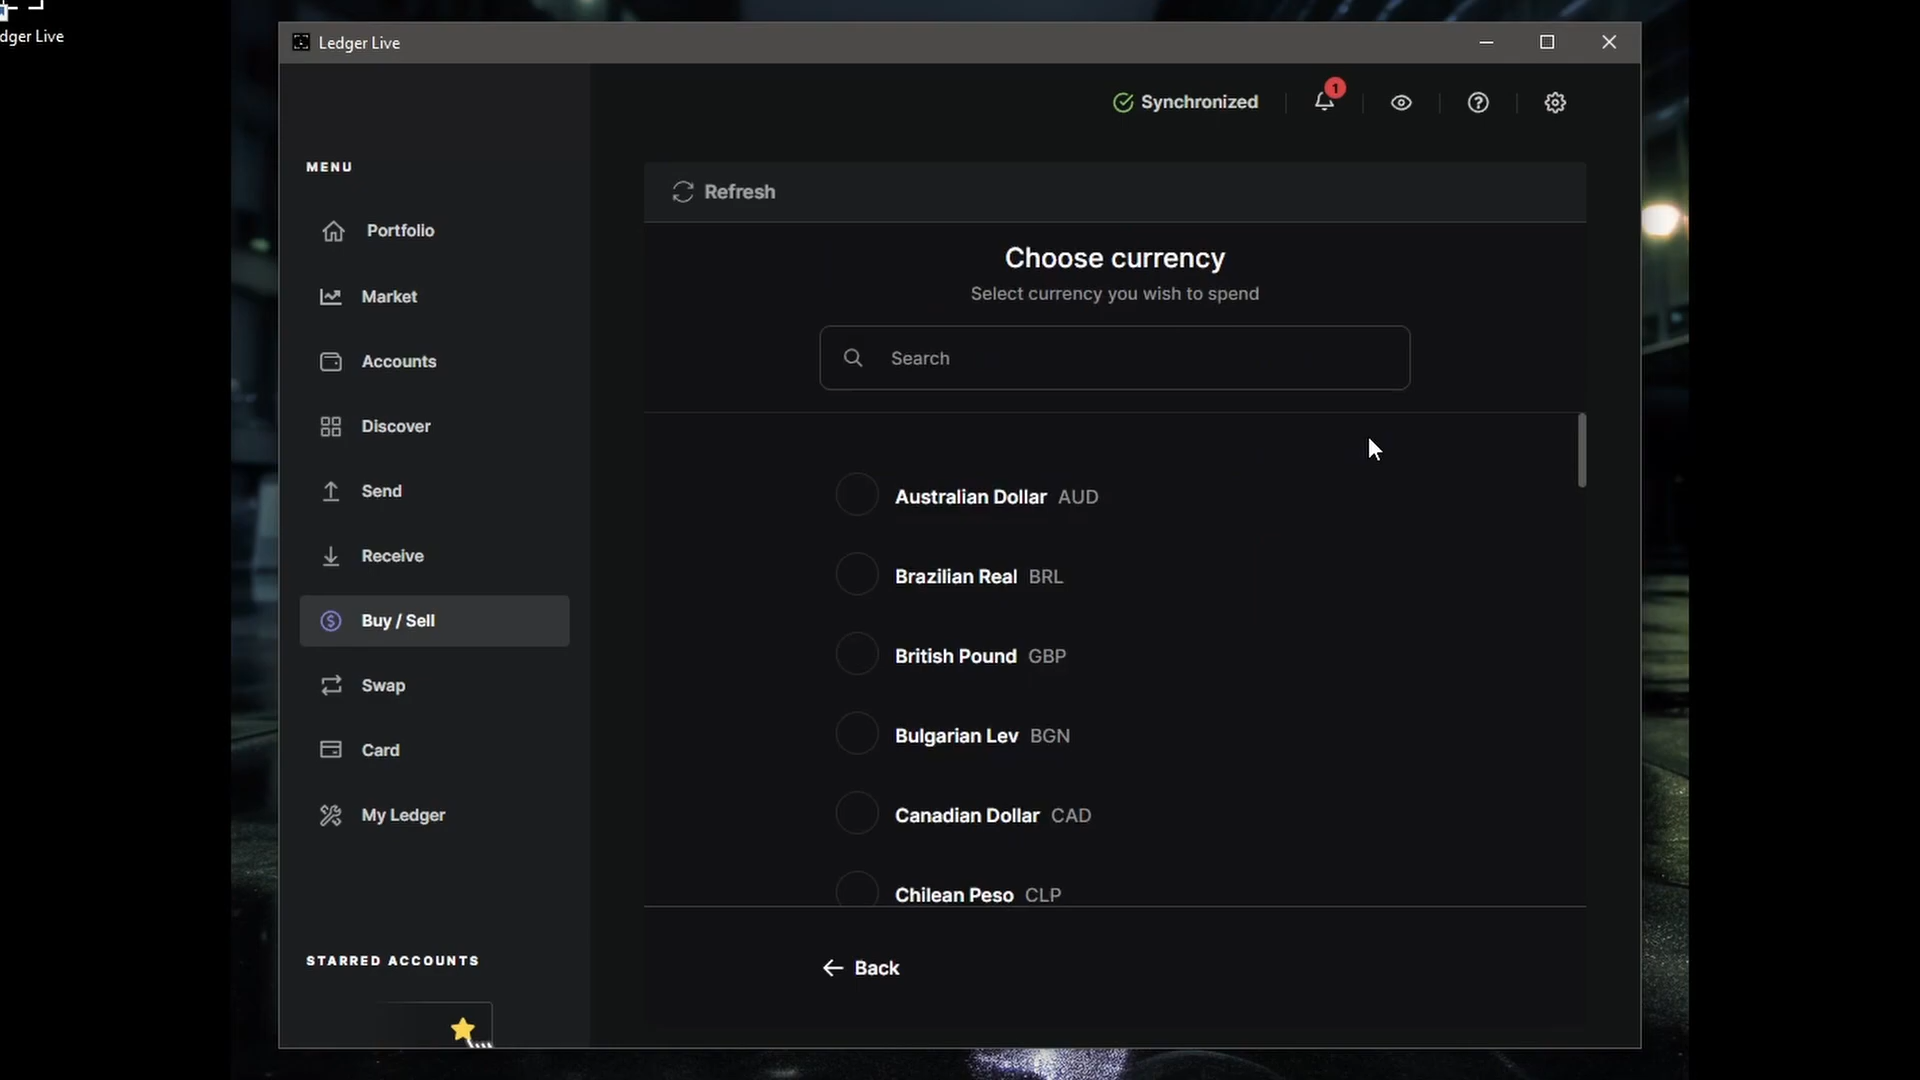 dger Live
Ledger Live
Synchronized
1
MENU
Portfolio
Market
Accounts
Discover
Send
Receive
Buy / Sell
Swap
Card
My Ledger
STARRED ACCOUNTS
Refresh
Choose currency
Select currency you wish to spend
Search
Australian Dollar AUD
Brazilian Real BRL
British Pound GBP
Bulgarian Lev BGN
Canadian Dollar CAD
Chilean Peso CLP
Back